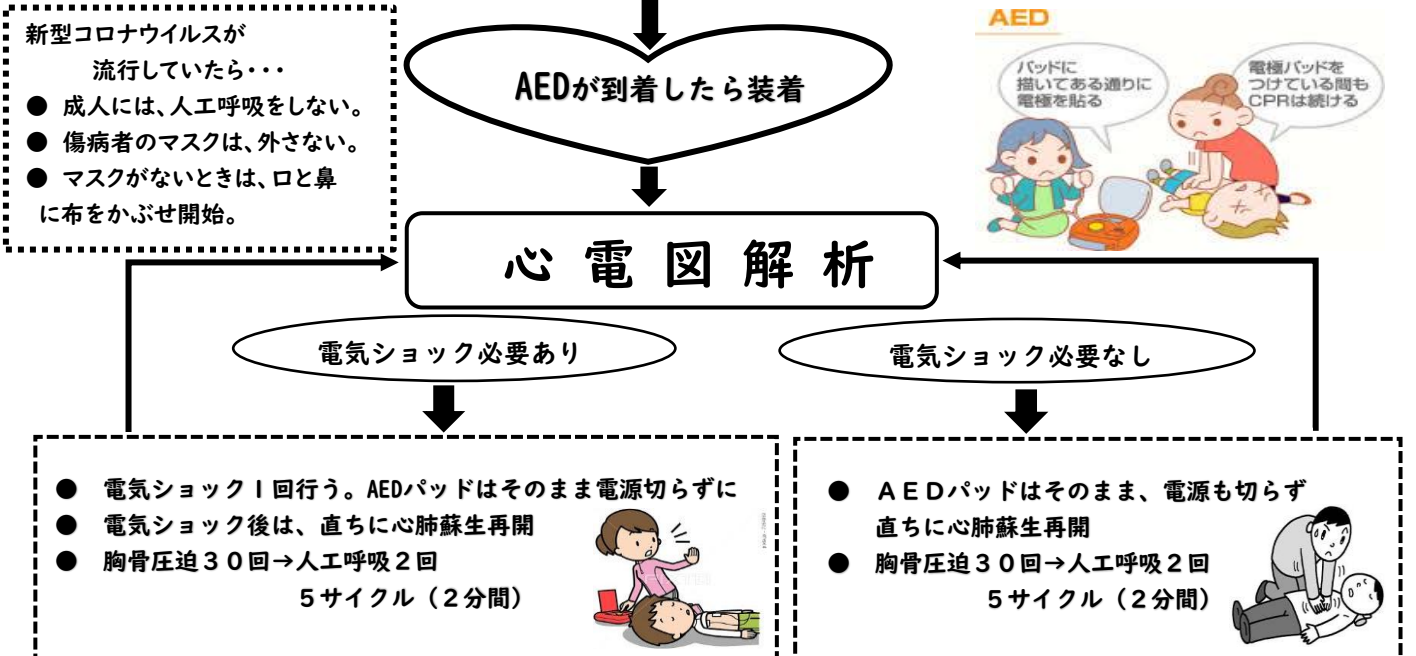 新型コロナウイルスが
流行していたら・・・
● 成人には、人工呼吸をしない。
● 傷病者のマスクは、外さない。
● マスクがないときは、口と鼻
に布をかぶせ開始。
AEDが到着したら装着
AED
パッドに
描いてある通りに
電極を貼る
電極パッドを
つけている間も
CPRは続ける
心電図解析
電気ショック必要あり
電気ショック必要なし
● 電気ショック1回行う。AEDパッドはそのまま電源切らずに
● 電気ショック後は、直ちに心肺蘇生再開
● 胸骨圧迫30回→人工呼吸2回
5サイクル(2分間)
● AEDパッドはそのまま、電源も切らず
直ちに心肺蘇生再開
● 胸骨圧迫30回→人工呼吸2回
5サイクル(2分間)